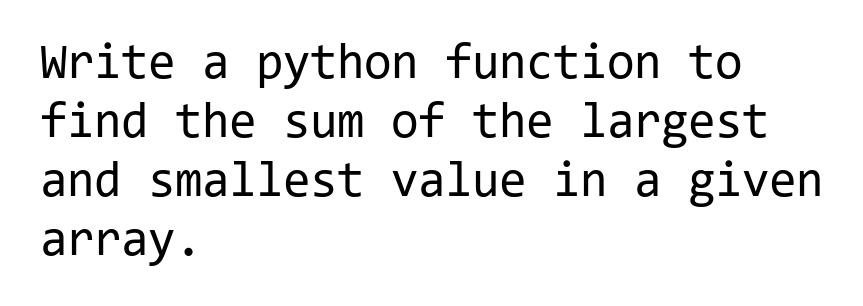 Write a python function to
find the sum of the largest
and smallest value in a given
array.